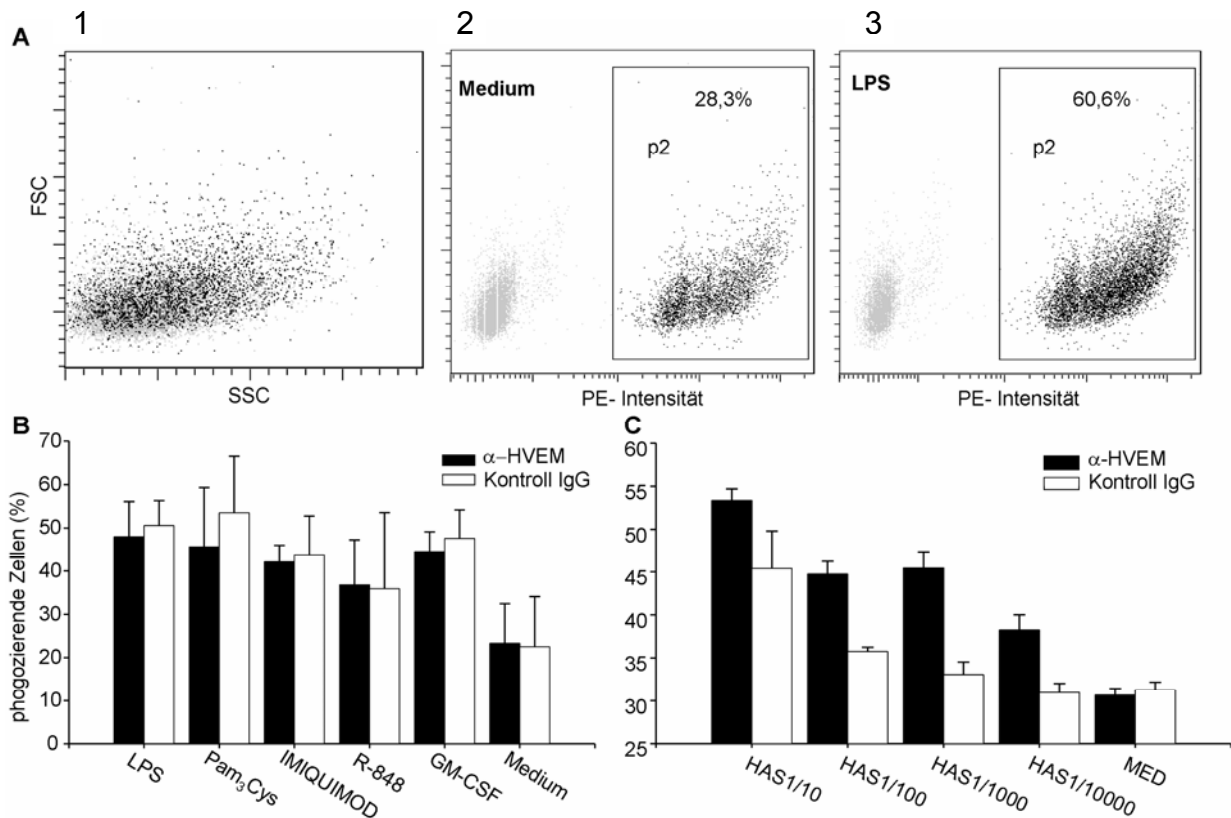 1
2
3
A
Medium
28,3%
p2
LPS
60,6%
p2
FSC
SSC
PE- Intensität
PE- Intensität
B
70
60
50
40
30
20
10
0
phogozierende Zellen (%)
α–HVEM
Kontroll IgG
LPS
Pam₃Cys
IMIQUIMOD
R-848
GM-CSF
Medium
C
60
55
50
45
40
35
30
25
α-HVEM
Kontroll IgG
HAS1/10
HAS1/100
HAS1/1000
HAS1/10000
MED